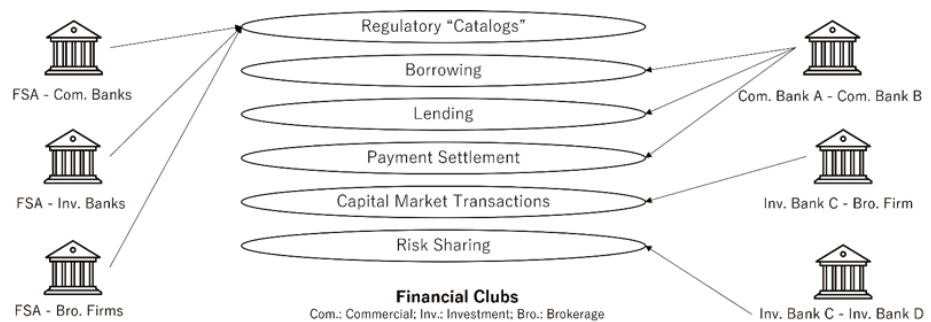 Regulatory “Catalogs”
FSA - Com. Banks
Borrowing
Com. Bank A - Com. Bank B
Lending
Payment Settlement
FSA - Inv. Banks
Capital Market Transactions
Inv. Bank C - Bro. Firm
Risk Sharing
FSA - Bro. Firms
Financial Clubs
Com.: Commercial; Inv.: Investment; Bro.: Brokerage
Inv. Bank C - Inv. Bank D